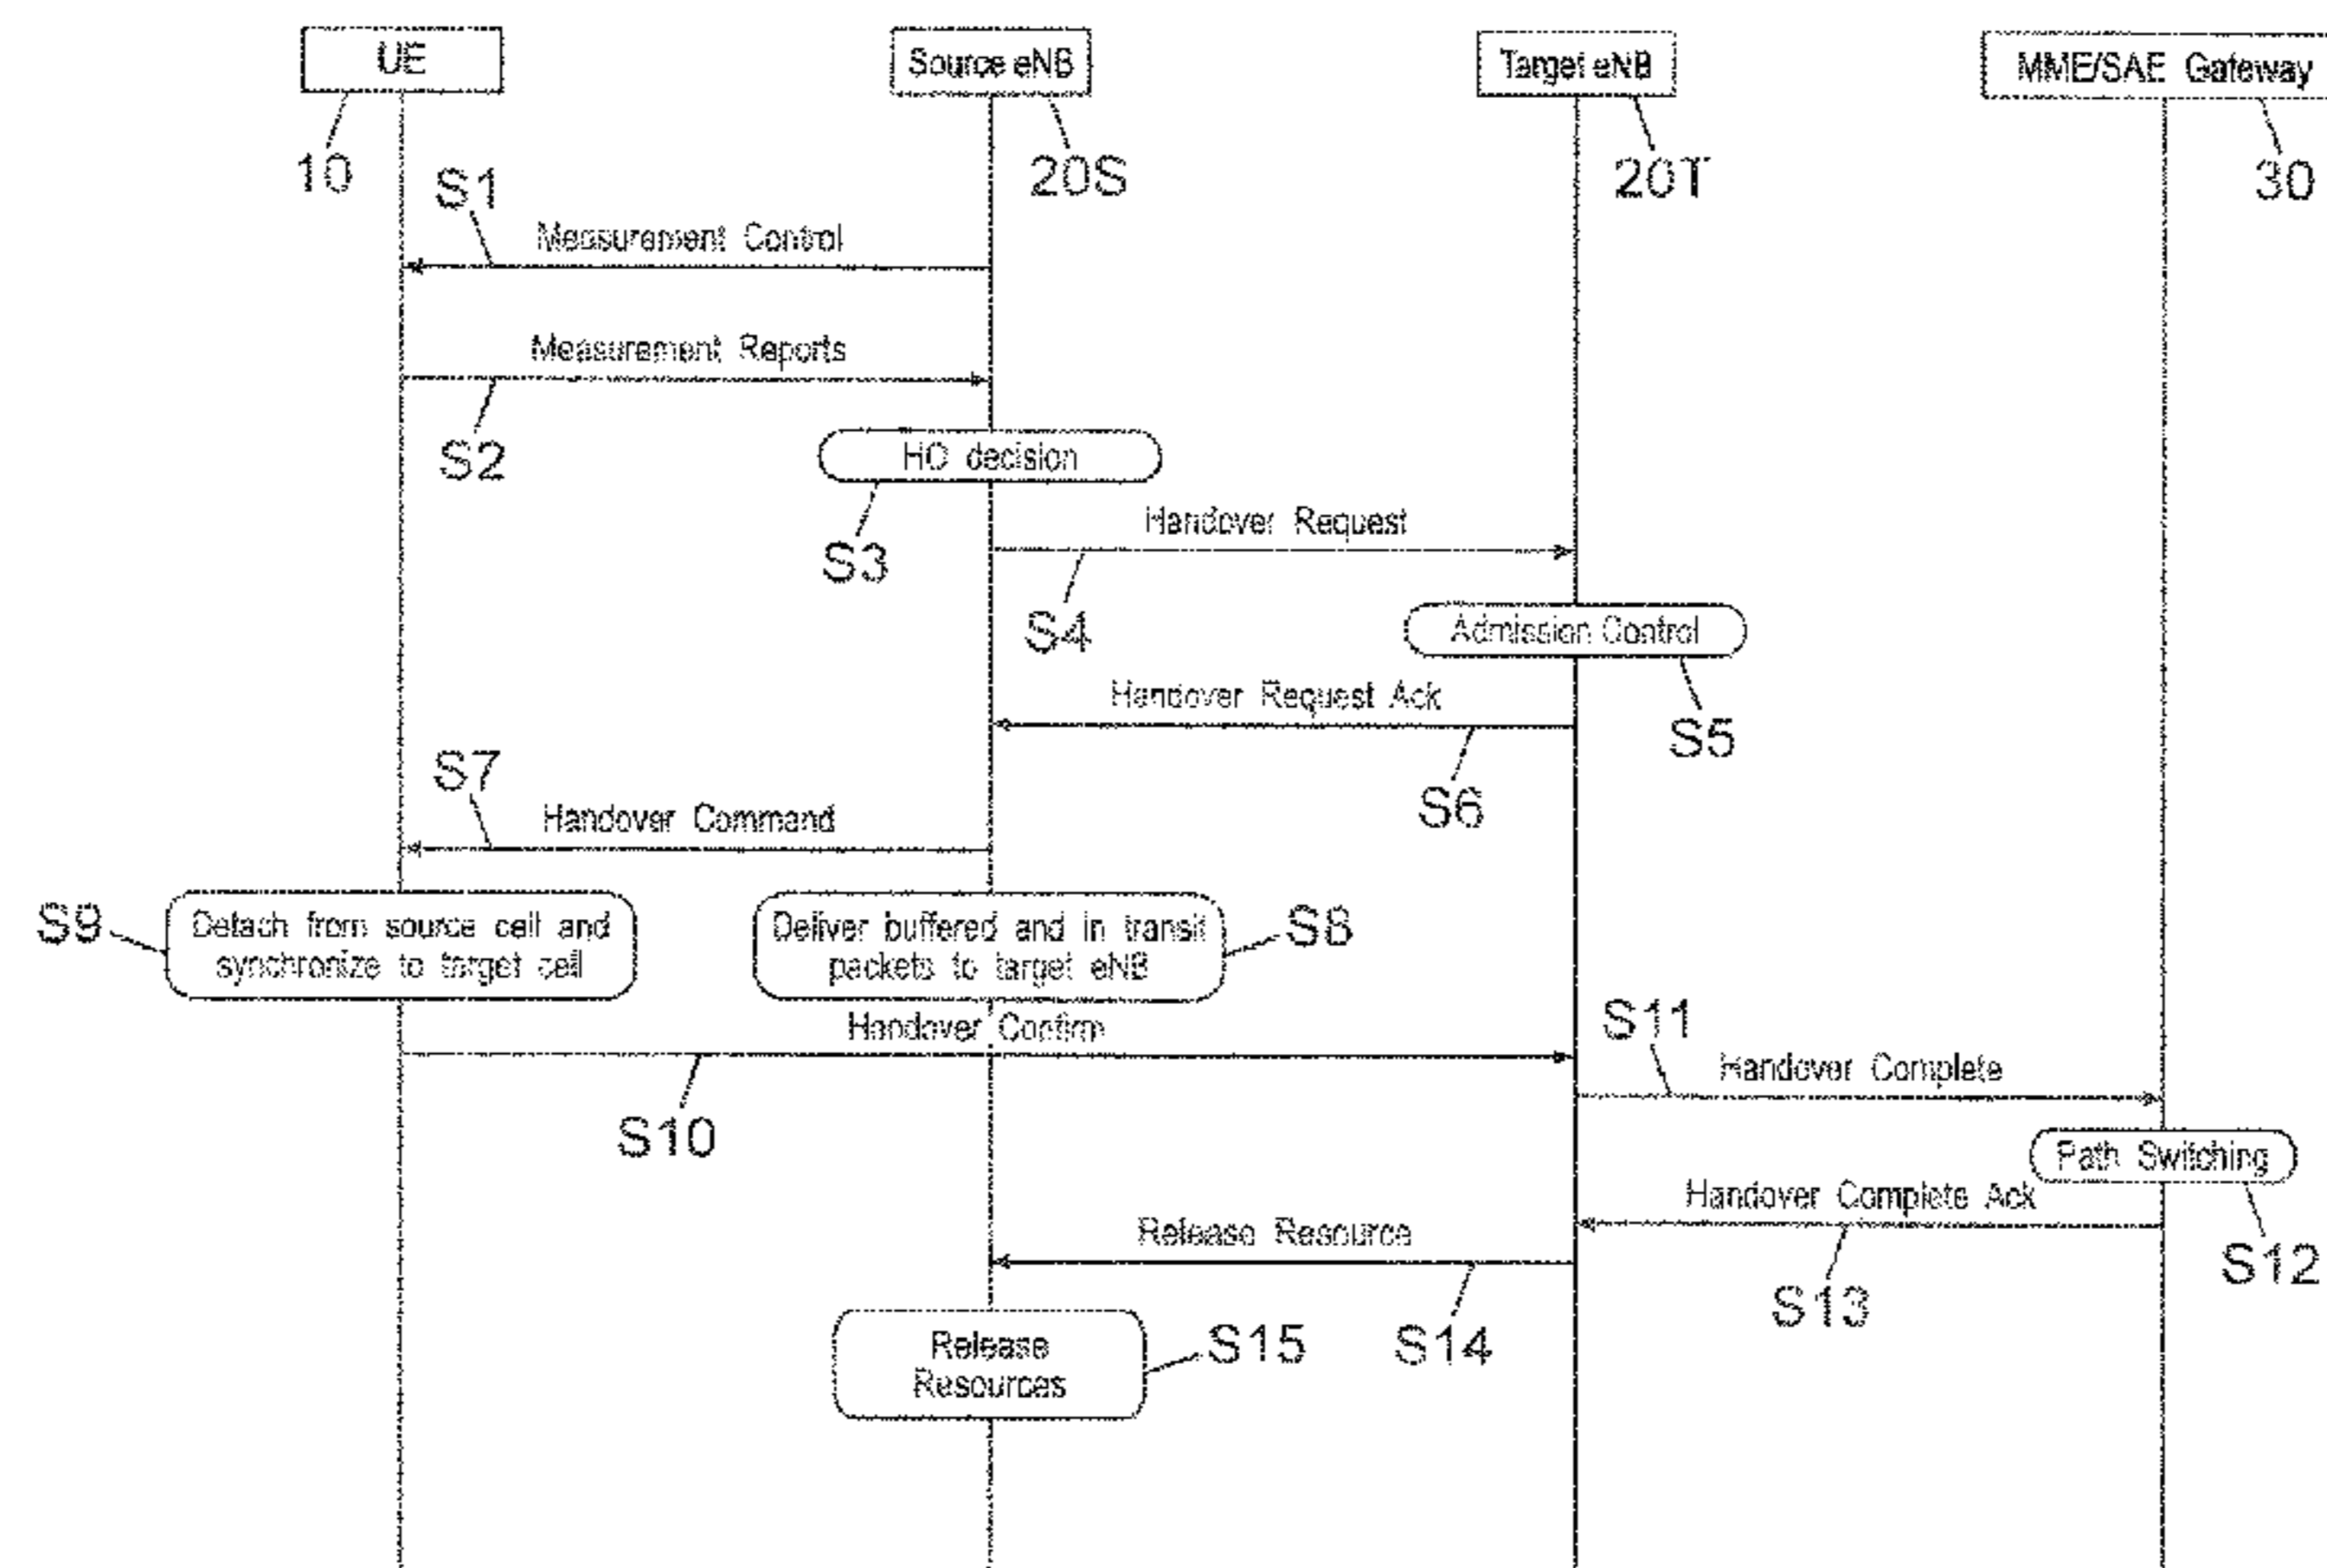 UE
Source eNB
Target eNB
MME/SAE Gateway
10
20S
20T
30
S1
Measurement Control
Measurement Reports
S2
HO decision
S3
Handover Request
S4
Admission Control
S5
Handover Request Ack
S6
S7
Handover Command
S9
Detach from source cell and
synchronize to target cell
Deliver buffered and in transit
packets to target eNB
S8
Handover Confirm
S10
S11
Handover Complete
Path Switching
S12
Handover Complete Ack
S13
Release Resource
S14
Release
Resources
S15